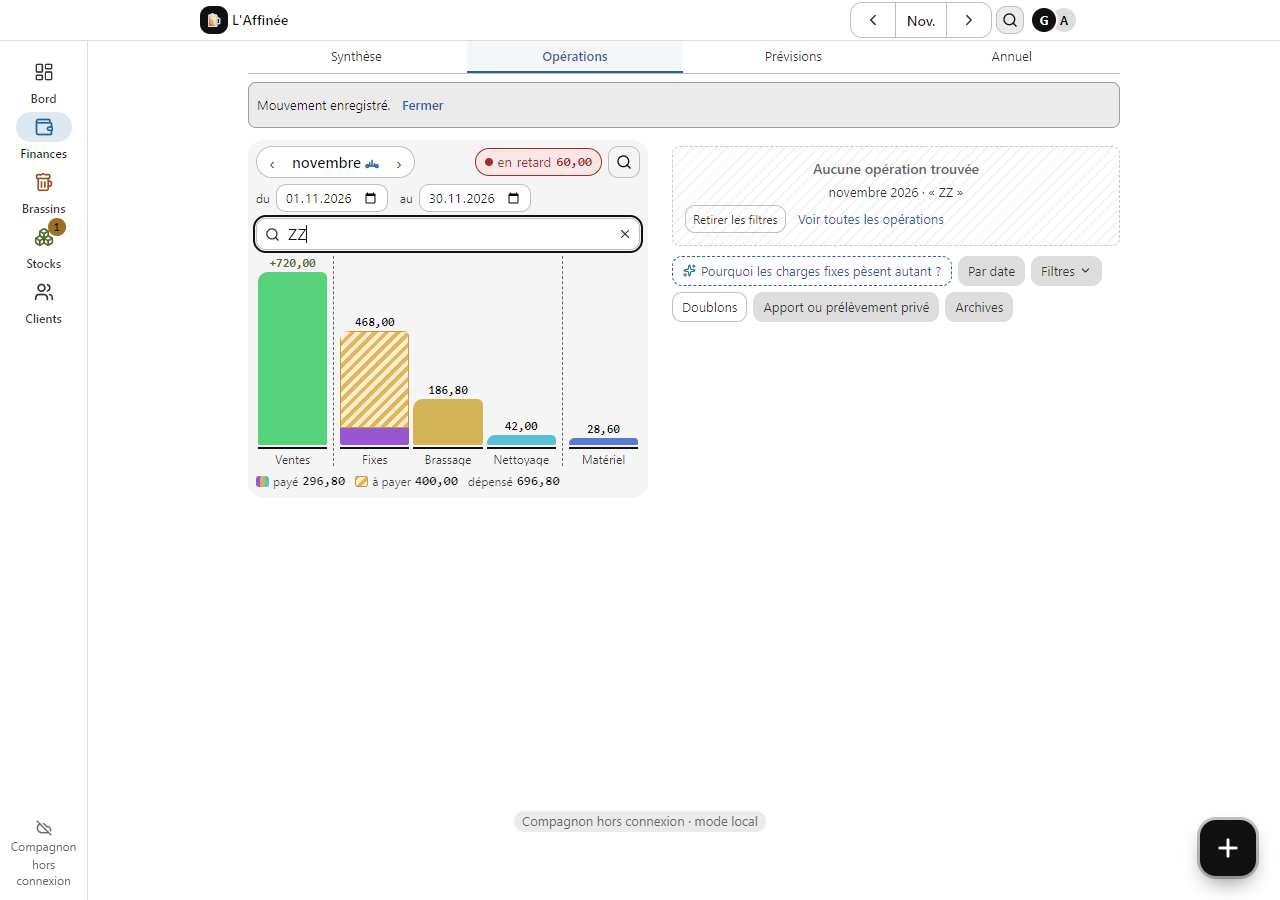 L'Affinée
Nov.
G A
Bord
Finances
Brassins
1
Stocks
Clients
Synthèse
Opérations
Prévisions
Annuel
Mouvement enregistré. Fermer
novembre
en retard 60,00
du 01.11.2026 au 30.11.2026
ZZ
+720,00
468,00
186,80
42,00
28,60
Ventes Fixes Brassage Nettoyage Matériel
payé 296,80 à payer 400,00 dépensé 696,80
Aucune opération trouvée
novembre 2026 · « ZZ »
Retirer les filtres Voir toutes les opérations
Pourquoi les charges fixes pèsent autant ? Par date Filtres
Doublons Apport ou prélèvement privé Archives
Compagnon hors connexion · mode local
Compagnon
hors
connexion